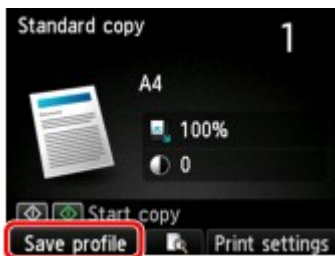 Standard copy 1
A4
100%
0
Start copy
Save profile Print settings